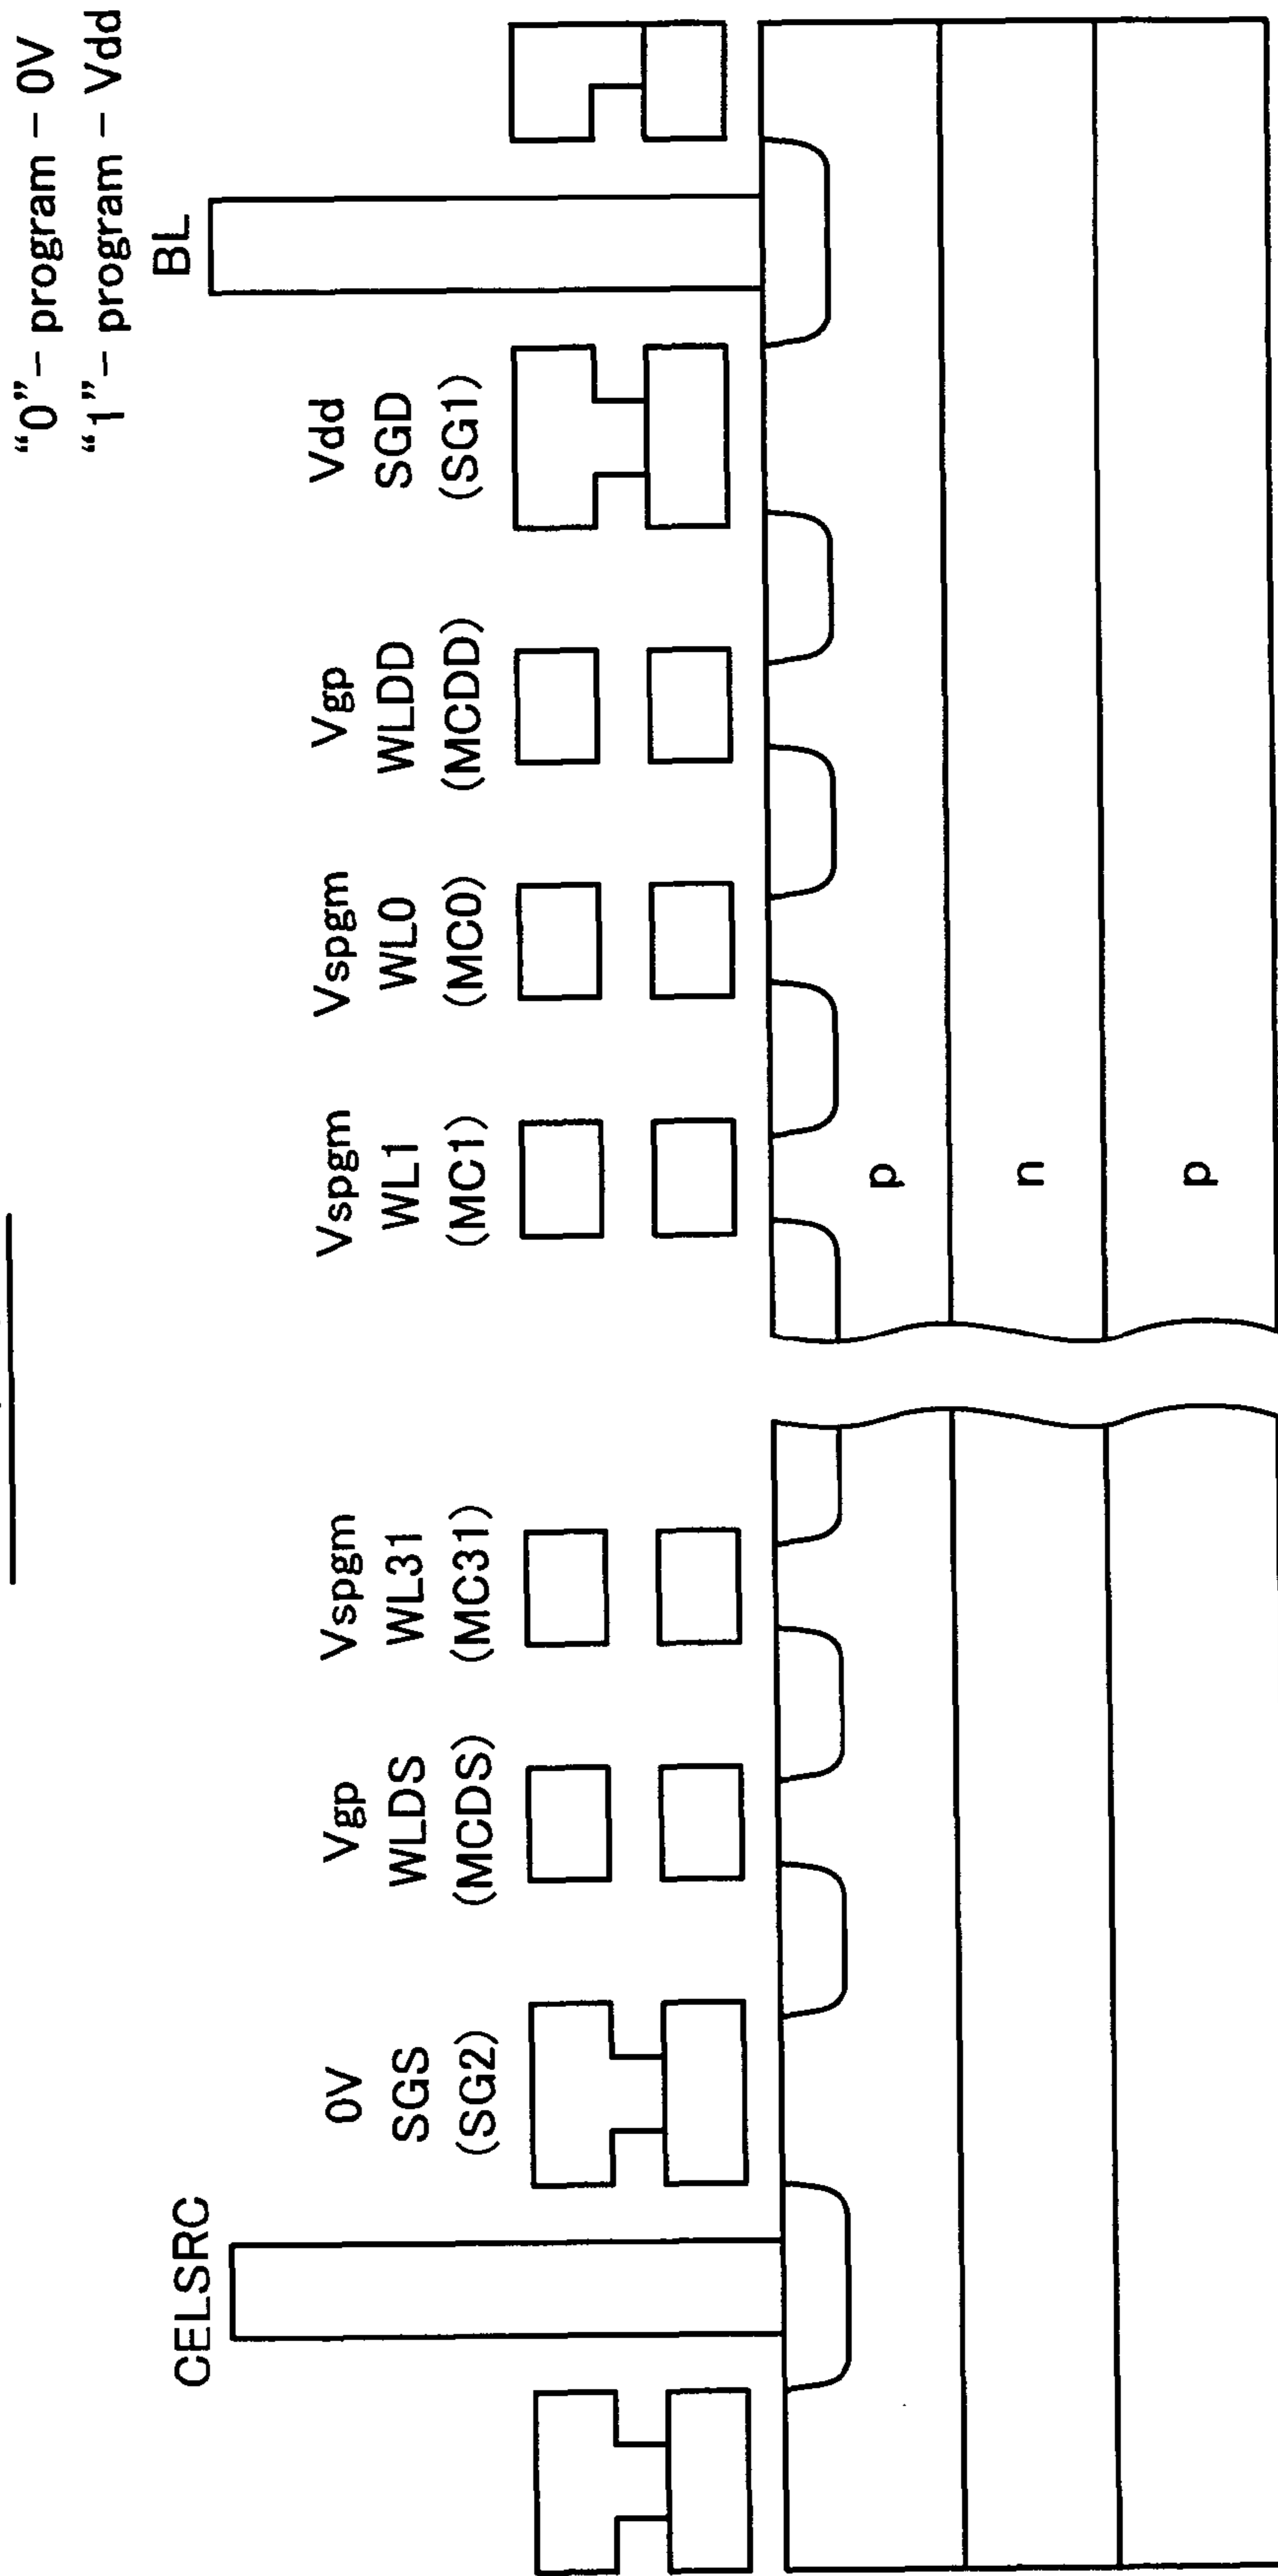 “0”– program – 0V
“1”– program – Vdd
CELSRC
BL
0V
SGS
(SG2)
Vgp
WLDS
(MCDS)
Vspgm
WL31
(MC31)
Vspgm
WL1
(MC1)
Vspgm
WL0
(MC0)
Vgp
WLDD
(MCDD)
Vdd
SGD
(SG1)
p
n
p